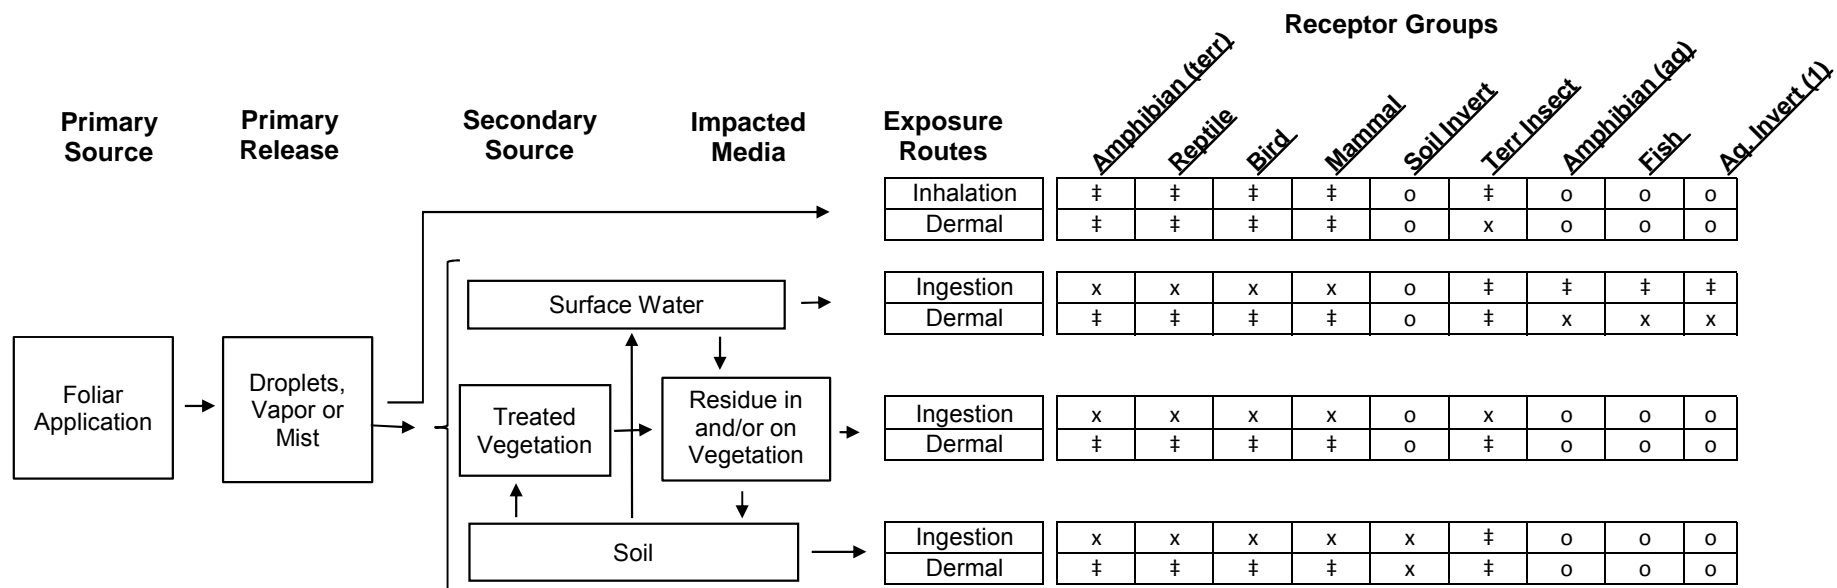 Receptor Groups
Primary Source
Primary Release
Secondary Source
Impacted Media
Exposure Routes
Amphibian (terr)
Reptile
Bird
Mammal
Soil Invert
Terr Insect
Amphibian (aq)
Fish
Aq. Invert (1)
Inhalation ‡ ‡ ‡ ‡ o ‡ o o o
Dermal ‡ ‡ ‡ ‡ o x o o o
Surface Water
Ingestion x x x x o ‡ ‡ ‡ ‡
Dermal ‡ ‡ ‡ ‡ o ‡ x x x
Foliar
Application
Droplets,
Vapor or
Mist
Treated
Vegetation
Residue in
and/or on
Vegetation
Ingestion x x x x o x o o o
Dermal ‡ ‡ ‡ ‡ o ‡ o o o
Soil
Ingestion x x x x x ‡ o o o
Dermal ‡ ‡ ‡ ‡ x ‡ o o o